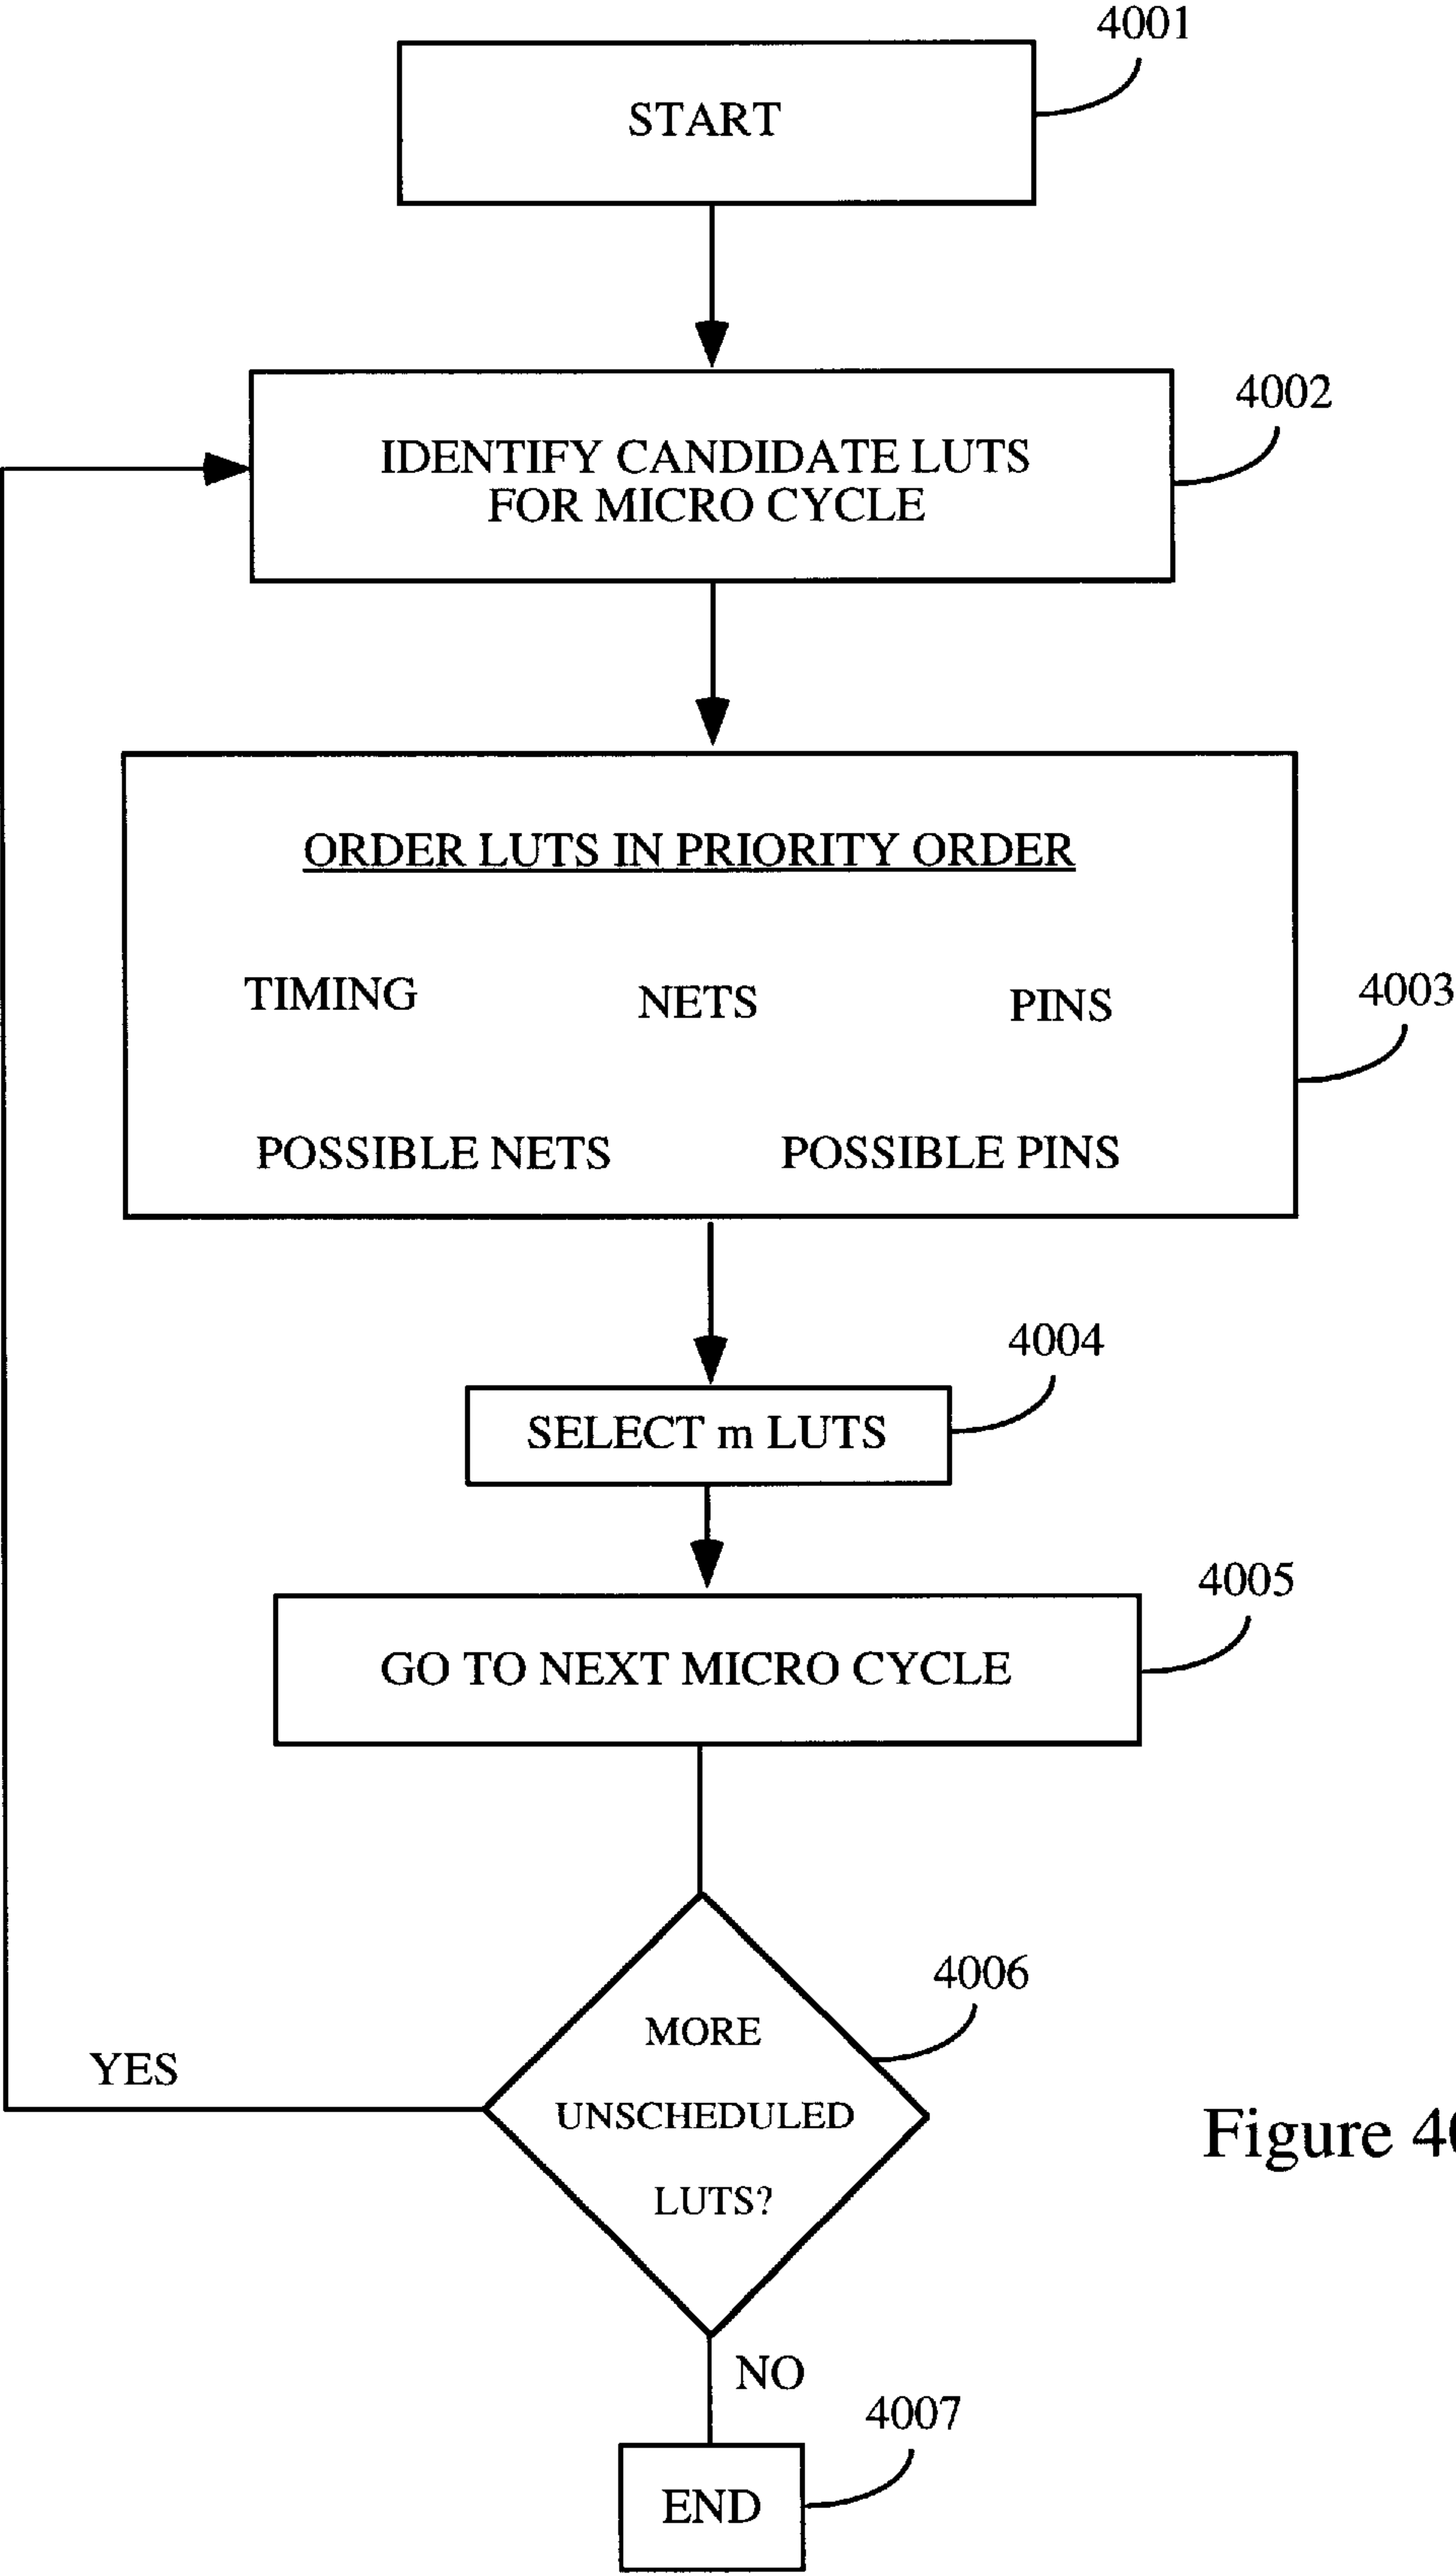 4001
START
4002
IDENTIFY CANDIDATE LUTS
FOR MICRO CYCLE
ORDER LUTS IN PRIORITY ORDER
TIMING NETS PINS
4003
POSSIBLE NETS POSSIBLE PINS
4004
SELECT m LUTS
4005
GO TO NEXT MICRO CYCLE
4006
MORE
YES
UNSCHEDULED
Figure 40
LUTS?
NO
4007
END